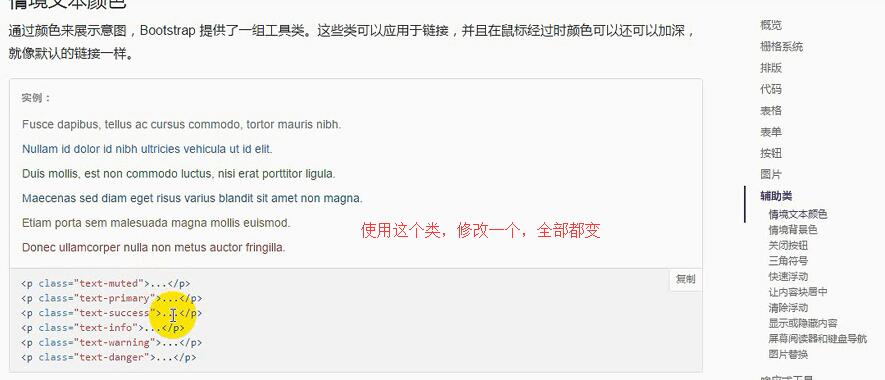 情境文本颜色
通过颜色来展示意图，Bootstrap 提供了一组工具类。这些类可以应用于链接，并且在鼠标经过时颜色可以还可以加深，
就像默认的链接一样。
实例：
Fusce dapibus, tellus ac cursus commodo, tortor mauris nibh.
Nullam id dolor id nibh ultricies vehicula ut id elit.
Duis mollis, est non commodo luctus, nisi erat porttitor ligula.
Maecenas sed diam eget risus varius blandit sit amet non magna.
Etiam porta sem malesuada magna mollis euismod.
Donec ullamcorper nulla non metus auctor fringilla.
使用这个类，修改一个，全部都变
复制
<p class="text-muted">...</p>
<p class="text-primary">...</p>
<p class="text-success">...</p>
<p class="text-info">...</p>
<p class="text-warning">...</p>
<p class="text-danger">...</p>
概览
栅格系统
排版
代码
表格
表单
按钮
图片
辅助类
情境文本颜色
情境背景色
关闭按钮
三角符号
快速浮动
让内容块居中
清除浮动
显示或隐藏内容
屏幕阅读器和键盘导航
图片替换
响应式工具